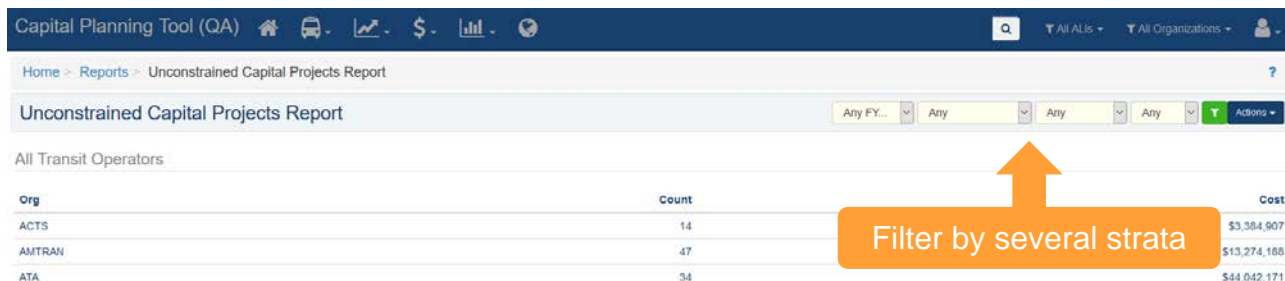 Capital Planning Tool (QA) $ All ALIs All Organizations
Home > Reports > Unconstrained Capital Projects Report ?
Unconstrained Capital Projects Report Any FY... Any Any Any Actions
All Transit Operators
Org Count Cost
ACTS 14 $3,384,907
AMTRAN 47 $13,274,188
ATA 34 $44,042,171
Filter by several strata